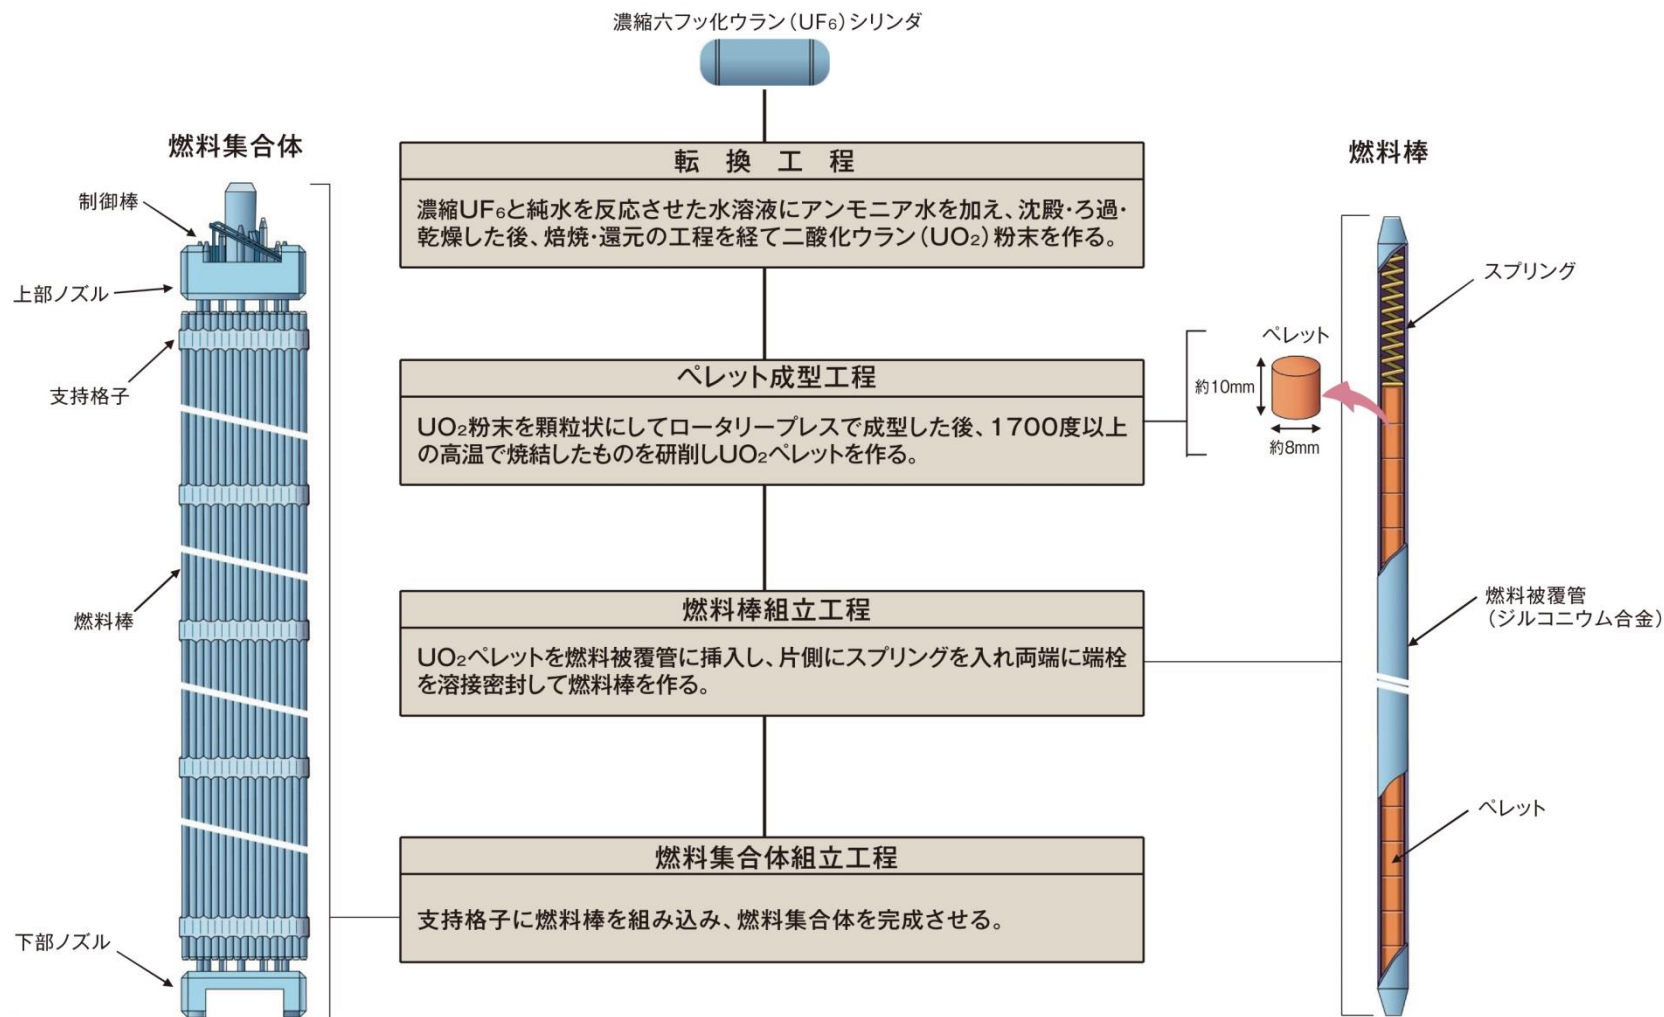 濃縮六フッ化ウラン(UF₆)シリンダ
燃料集合体
制御棒
上部ノズル
支持格子
燃料棒
下部ノズル
転換工程
濃縮UF₆と純水を反応させた水溶液にアンモニア水を加え、沈殿・ろ過・
乾燥した後、焙焼・還元の工程を経て二酸化ウラン(UO₂)粉末を作る。
ペレット成型工程
UO₂粉末を顆粒状にしてロータリープレスで成型した後、1700度以上
の高温で焼結したものを研削しUO₂ペレットを作る。
燃料棒組立工程
UO₂ペレットを燃料被覆管に挿入し、片側にスプリングを入れ両端に端栓
を溶接密封して燃料棒を作る。
燃料集合体組立工程
支持格子に燃料棒を組み込み、燃料集合体を完成させる。
ペレット
約10mm
約8mm
燃料棒
スプリング
燃料被覆管
(ジルコニウム合金)
ペレット